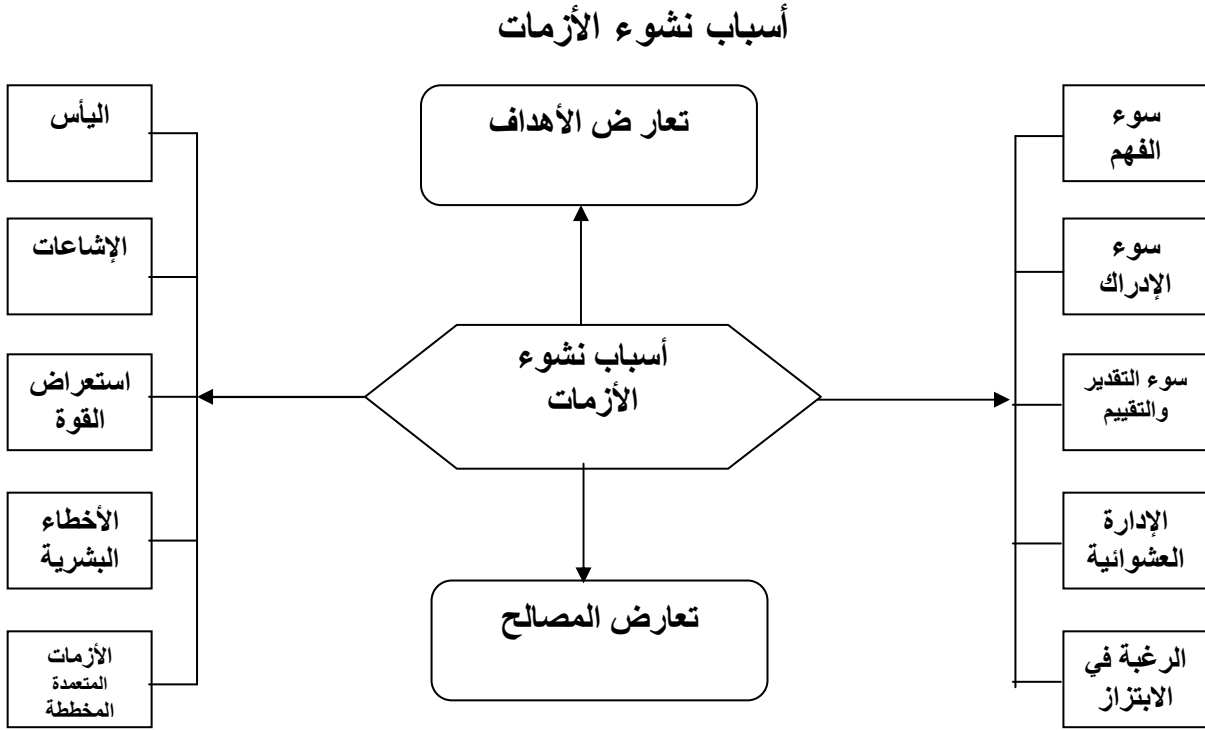 أسباب نشوء الأزمات
سوء
الفهم
سوء
الإدراك
سوء التقدير
والتقييم
الإدارة
العشوائية
الرغبة في
الابتزاز
تعار ض الأهداف
أسباب نشوء
الأزمات
تعارض المصالح
اليأس
الإشاعات
استعراض
القوة
الأخطاء
البشرية
الأزمات
المتعمدة
المخططة